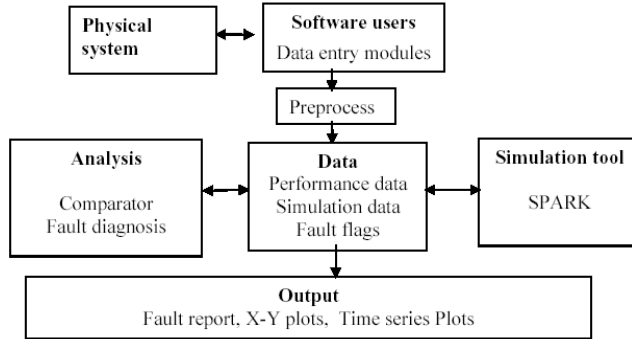 Physical
system
Software users
Data entry modules
Preprocess
Analysis
Comparator
Fault diagnosis
Data
Performance data
Simulation data
Fault flags
Simulation tool
SPARK
Output
Fault report, X-Y plots, Time series Plots